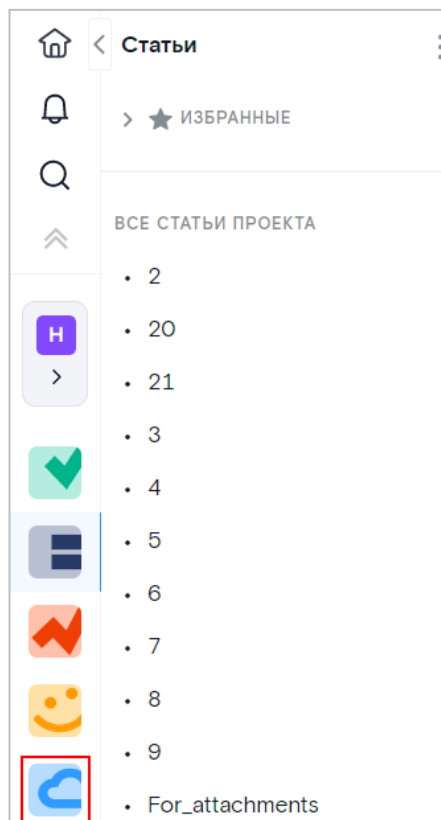 Статьи
ИЗБРАННЫЕ
ВСЕ СТАТЬИ ПРОЕКТА
• 2
• 20
Н
• 21
• 3
• 4
• 5
• 6
• 7
• 8
• 9
• For_attachments